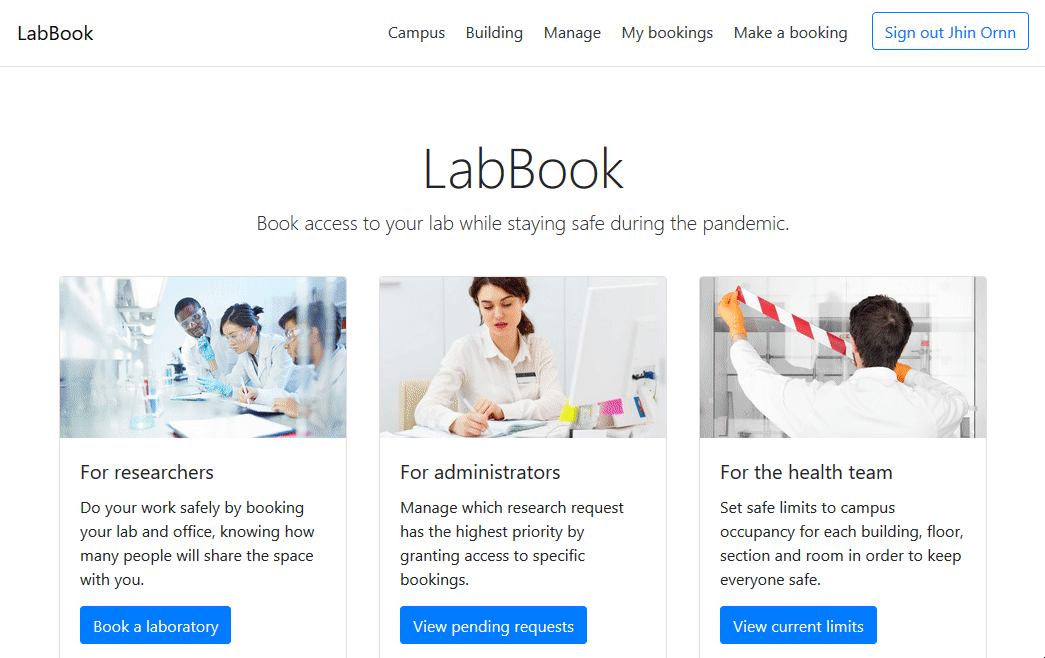 LabBook
Campus Building Manage My bookings Make a booking Sign out Jhin Ornn
LabBook
Book access to your lab while staying safe during the pandemic.
For researchers
Do your work safely by booking
your lab and office, knowing how
many people will share the space
with you.
Book a laboratory
For administrators
Manage which research request
has the highest priority by
granting access to specific
bookings.
View pending requests
For the health team
Set safe limits to campus
occupancy for each building, floor,
section and room in order to keep
everyone safe.
View current limits